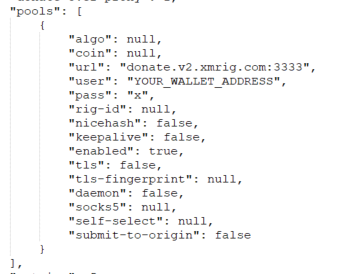 "pools": [
{
"algo": null,
"coin": null,
"url": "donate.v2.xmrig.com:3333",
"user": "YOUR_WALLET_ADDRESS",
"pass": "x",
"rig-id": null,
"nicehash": false,
"keepalive": false,
"enabled": true,
"tls": false,
"tls-fingerprint": null,
"daemon": false,
"socks5": null,
"self-select": null,
"submit-to-origin": false
}
],